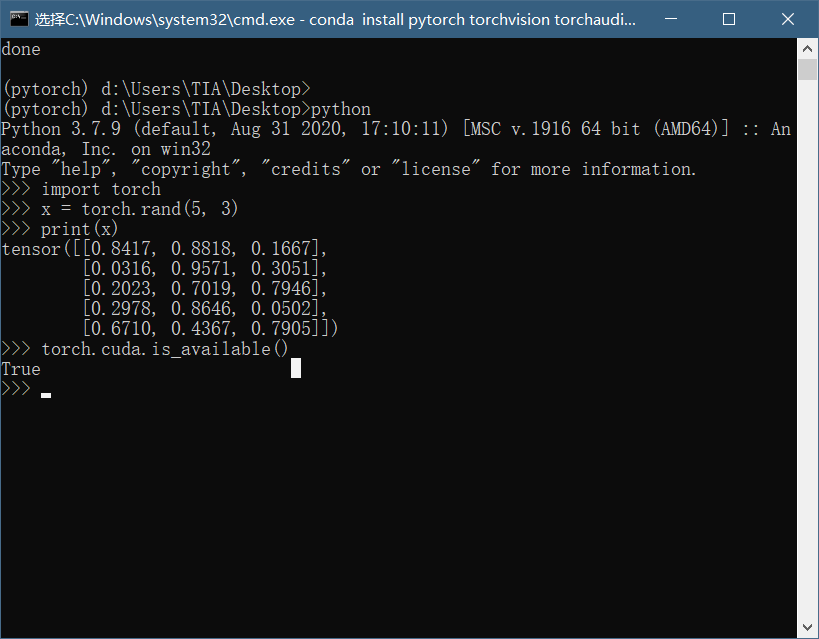 选择C:\Windows\system32\cmd.exe - conda  install pytorch torchvision torchaudi...
done
(pytorch) d:\Users\TIA\Desktop>
(pytorch) d:\Users\TIA\Desktop>python
Python 3.7.9 (default, Aug 31 2020, 17:10:11) [MSC v.1916 64 bit (AMD64)] :: An
aconda, Inc. on win32
Type "help", "copyright", "credits" or "license" for more information.
>>> import torch
>>> x = torch.rand(5, 3)
>>> print(x)
tensor([[0.8417, 0.8818, 0.1667],
        [0.0316, 0.9571, 0.3051],
        [0.2023, 0.7019, 0.7946],
        [0.2978, 0.8646, 0.0502],
        [0.6710, 0.4367, 0.7905]])
>>> torch.cuda.is_available()
True
>>>